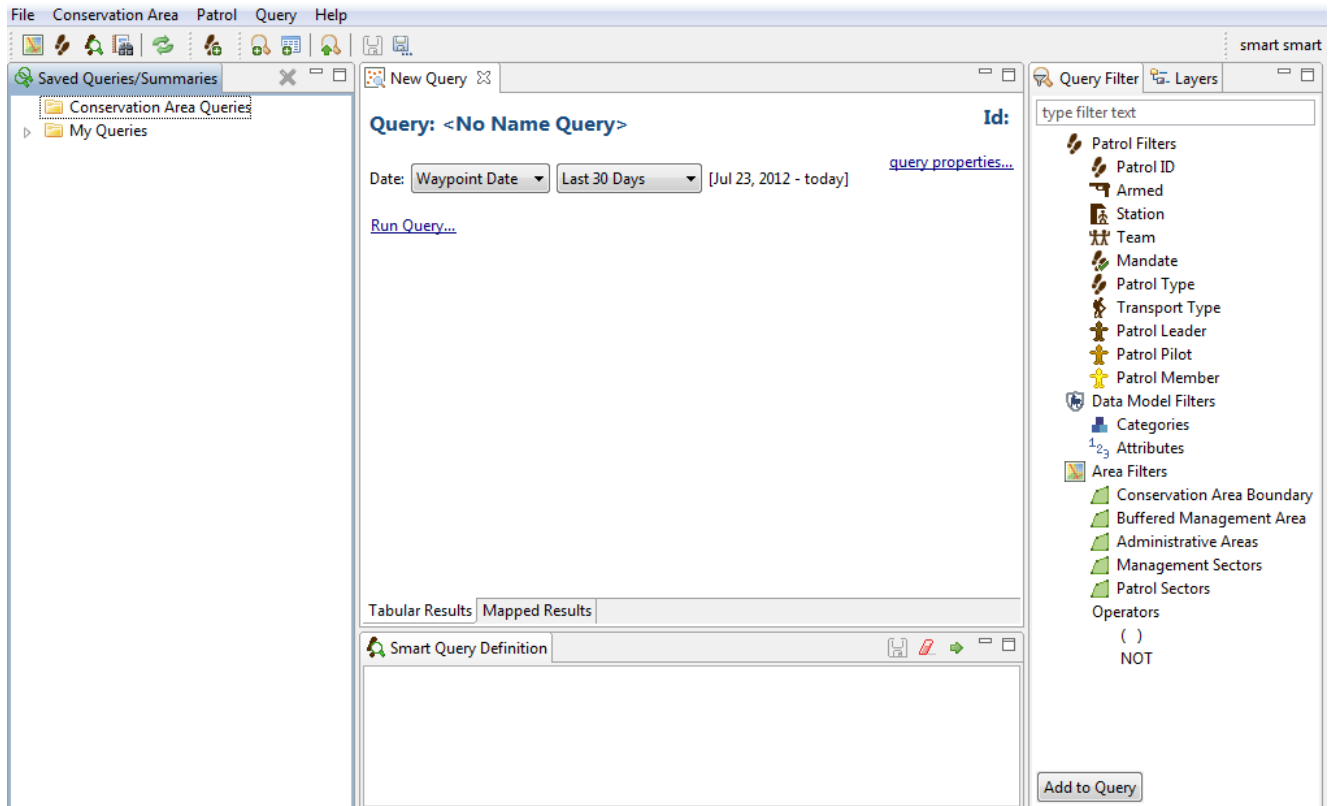 File Conservation Area Patrol Query Help
smart smart
Saved Queries/Summaries
Conservation Area Queries
My Queries
New Query
Query: <No Name Query>
Id:
query properties...
Date: Waypoint Date Last 30 Days [Jul 23, 2012 - today]
Run Query...
Tabular Results Mapped Results
Smart Query Definition
Query Filter Layers
type filter text
Patrol Filters
Patrol ID
Armed
Station
Team
Mandate
Patrol Type
Transport Type
Patrol Leader
Patrol Pilot
Patrol Member
Data Model Filters
Categories
1 2 3 Attributes
Area Filters
Conservation Area Boundary
Buffered Management Area
Administrative Areas
Management Sectors
Patrol Sectors
Operators
( )
NOT
Add to Query